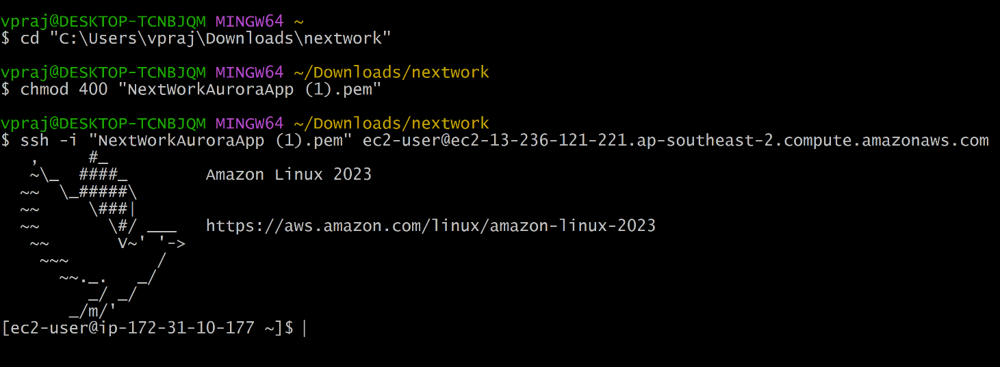 vpraj@DESKTOP-TCNBJQM MINGW64 ~
$ cd "C:\Users\vpraj\Downloads\nextwork"

vpraj@DESKTOP-TCNBJQM MINGW64 ~/Downloads/nextwork
$ chmod 400 "NextWorkAuroraApp (1).pem"

vpraj@DESKTOP-TCNBJQM MINGW64 ~/Downloads/nextwork
$ ssh -i "NextWorkAuroraApp (1).pem" ec2-user@ec2-13-236-121-221.ap-southeast-2.compute.amazonaws.com
   ,     #_
   ~\_  ####_        Amazon Linux 2023
  ~~  \_#####\
  ~~     \###|
  ~~       \#/ ___   https://aws.amazon.com/linux/amazon-linux-2023
   ~~       V~' '->
    ~~~         /
      ~~._.   _/
         _/ _/
       _/m/'
[ec2-user@ip-172-31-10-177 ~]$